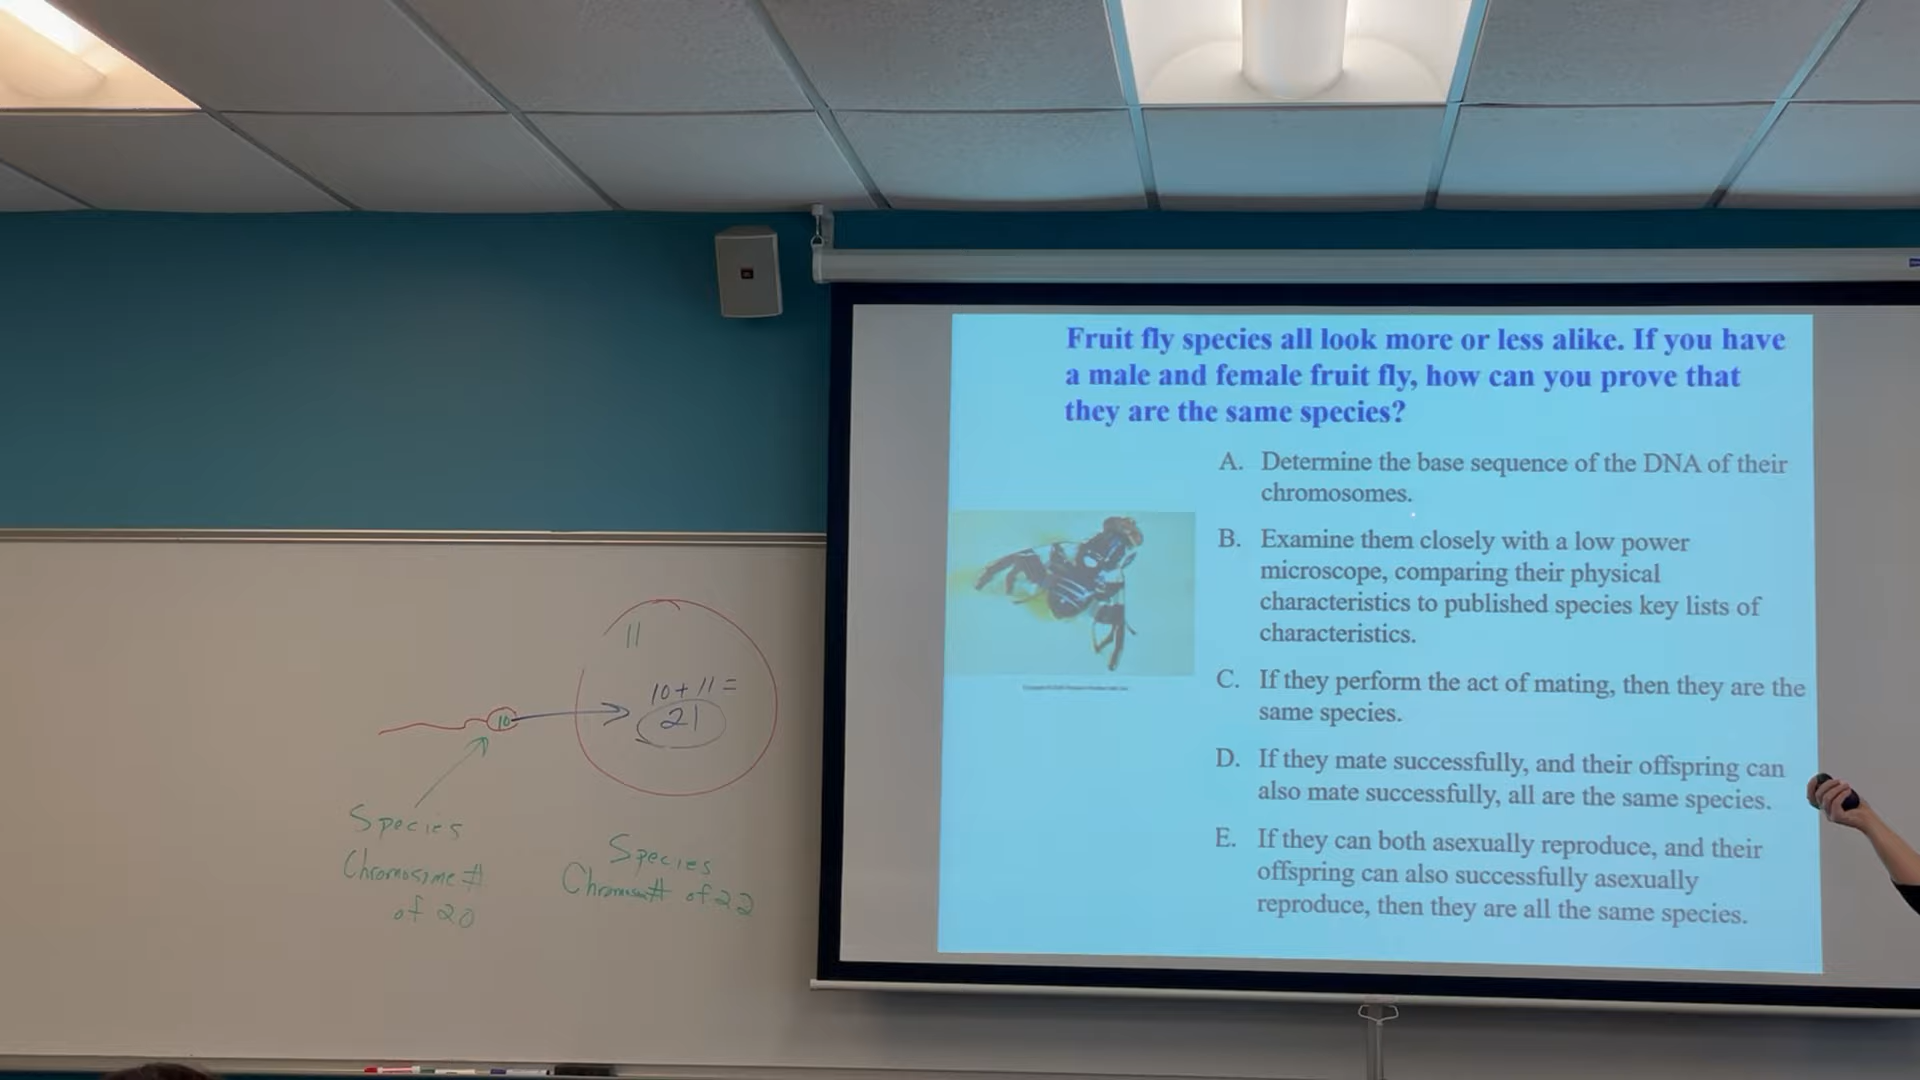 Fruit fly species all look more or less alike. If you have
a male and female fruit fly, how can you prove that
they are the same species?
A. Determine the base sequence of the DNA of their
chromosomes.
B. Examine them closely with a low power
microscope, comparing their physical
characteristics to published species key lists of
characteristics.
C. If they perform the act of mating, then they are the
same species.
D. If they mate successfully, and their offspring can
also mate successfully, all are the same species.
E. If they can both asexually reproduce, and their
offspring can also successfully asexually
reproduce, then they are all the same species.
11
10 + 11 =
21
10
Species
Chromosome #
of 20
Species
of 22